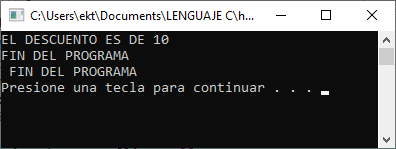 C:\Users\ekt\Documents\LENGUAJE C\h...
EL DESCUENTO ES DE 10
FIN DEL PROGRAMA
 FIN DEL PROGRAMA
Presione una tecla para continuar . . .